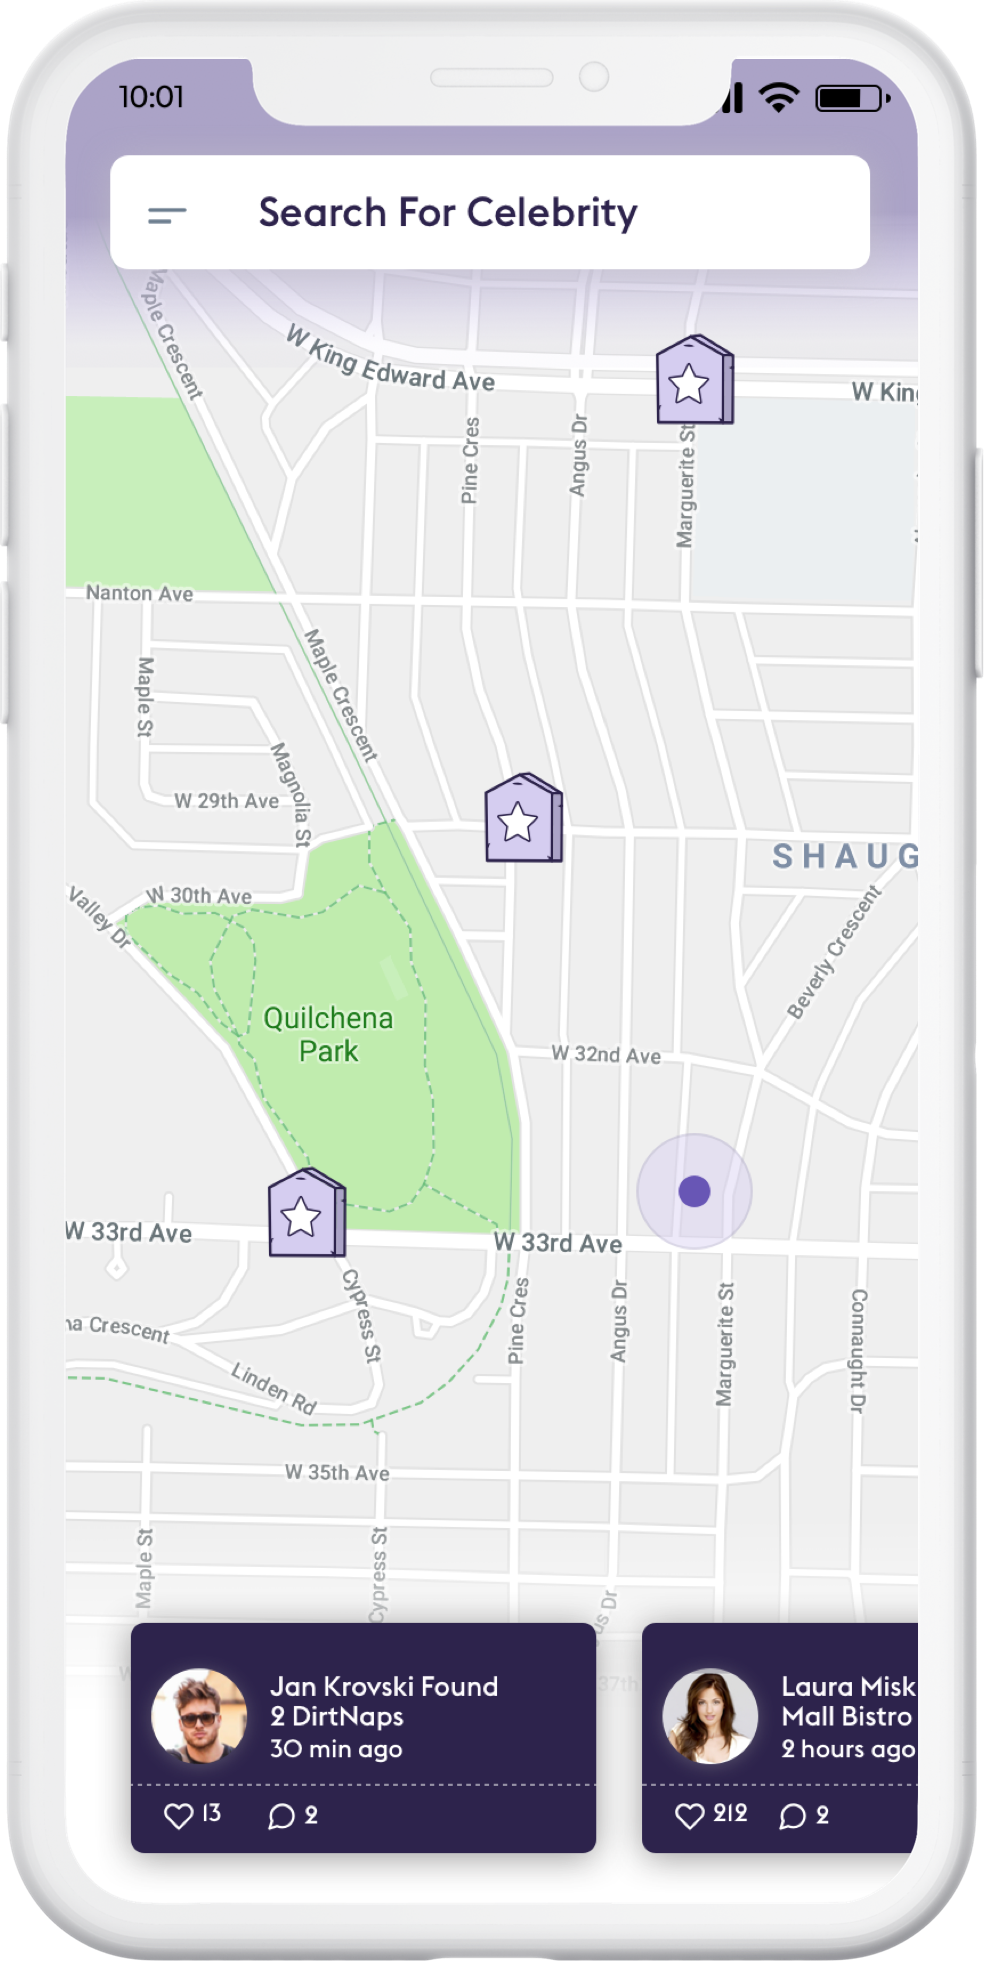 10:01
Search For Celebrity
Maple Crescent
W King Edward Ave
W King
Pine Cres
Angus Dr
Marguerite St
Nanton Ave
Maple Crescent
Maple St
Magnolia St
W 29th Ave
SHAUG
W 30th Ave
Valley Dr
Beverly Crescent
Quilchena
Park
W 32nd Ave
W 33rd Ave
W 33rd Ave
Cypress St
Pine Cres
Angus Dr
Marguerite St
Connaught Dr
na Crescent
Linden Rd
W 35th Ave
Maple St
Cypress St
us Dr
W
37th
Jan Krovski Found
2 DirtNaps
30 min ago
13
2
Laura Misk
Mall Bistro
2 hours ago
212
2